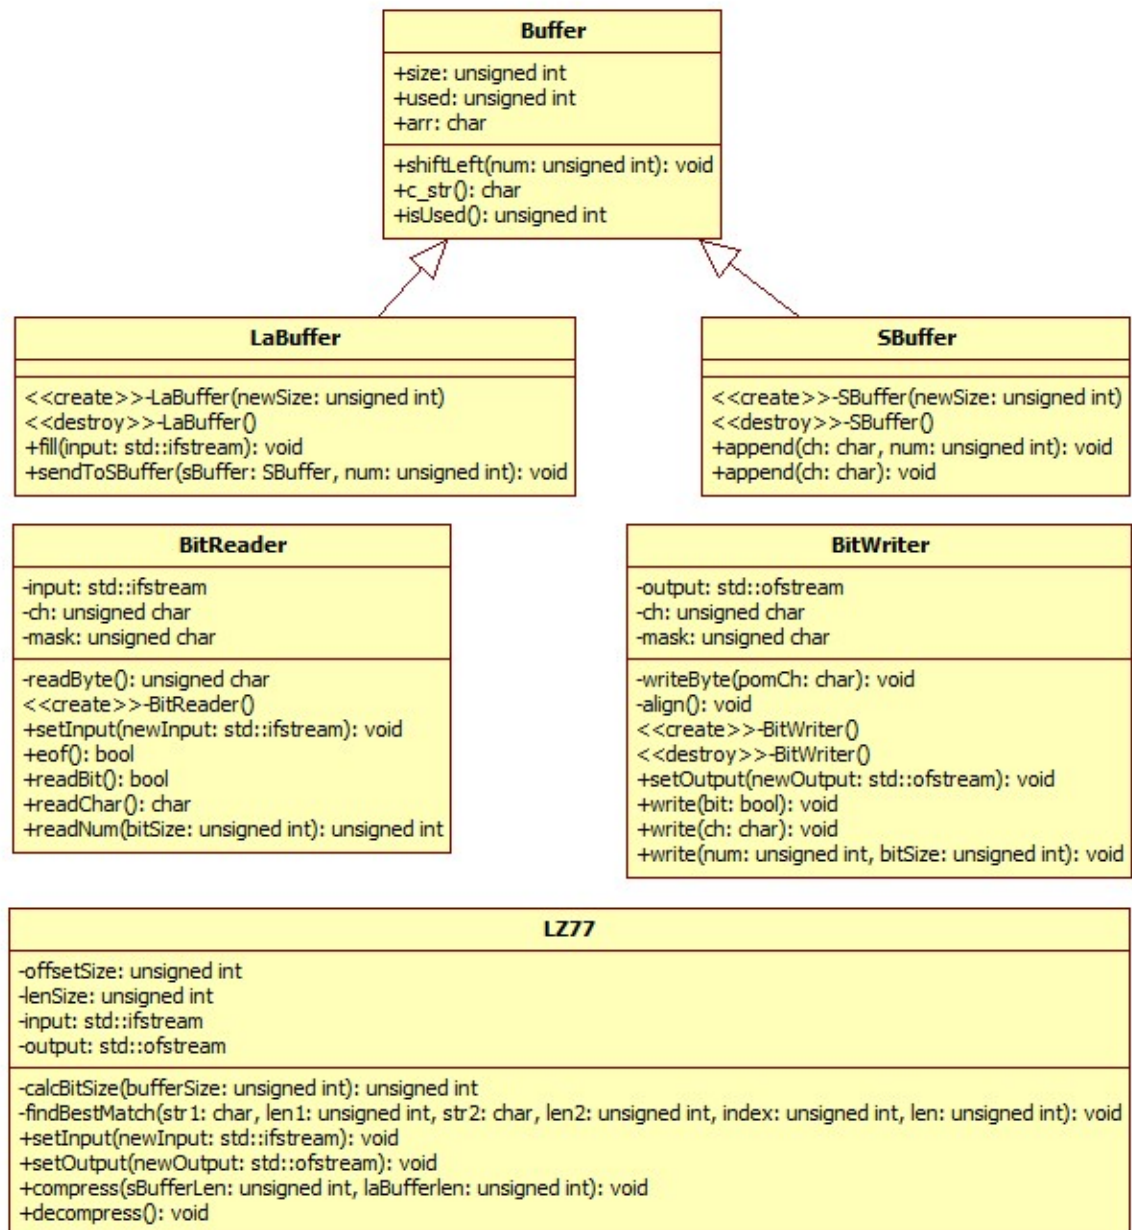 Buffer
+size: unsigned int
+used: unsigned int
+arr: char
+shiftLeft(num: unsigned int): void
+c_str(): char
+isUsed(): unsigned int
LaBuffer
<<create>>-LaBuffer(newSize: unsigned int)
<<destroy>>-LaBuffer()
+fill(input: std::ifstream): void
+sendToSBuffer(sBuffer: SBuffer, num: unsigned int): void
SBuffer
<<create>>-SBuffer(newSize: unsigned int)
<<destroy>>-SBuffer()
+append(ch: char, num: unsigned int): void
+append(ch: char): void
BitReader
-input: std::ifstream
-ch: unsigned char
-mask: unsigned char
-readByte(): unsigned char
<<create>>-BitReader()
+setInput(newInput: std::ifstream): void
+eof(): bool
+readBit(): bool
+readChar(): char
+readNum(bitSize: unsigned int): unsigned int
BitWriter
-output: std::ofstream
-ch: unsigned char
-mask: unsigned char
-writeByte(pomCh: char): void
-align(): void
<<create>>-BitWriter()
<<destroy>>-BitWriter()
+setOutput(newOutput: std::ofstream): void
+write(bit: bool): void
+write(ch: char): void
+write(num: unsigned int, bitSize: unsigned int): void
LZ77
-offsetSize: unsigned int
-lenSize: unsigned int
-input: std::ifstream
-output: std::ofstream
-calcBitSize(bufferSize: unsigned int): unsigned int
-findBestMatch(str1: char, len1: unsigned int, str2: char, len2: unsigned int, index: unsigned int, len: unsigned int): void
+setInput(newInput: std::ifstream): void
+setOutput(newOutput: std::ofstream): void
+compress(sBufferLen: unsigned int, laBufferlen: unsigned int): void
+decompress(): void